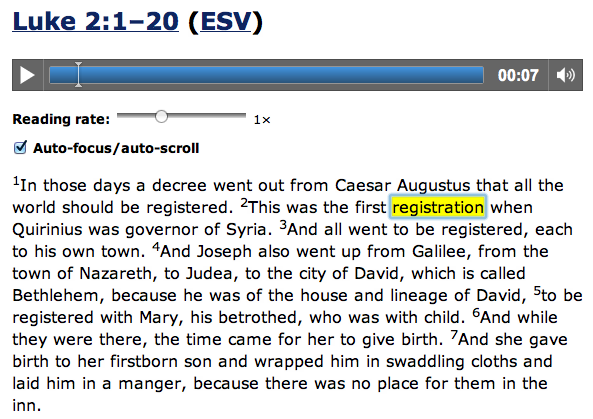 Luke 2:1–20 (ESV)
00:07
Reading rate: 1×
Auto-focus/auto-scroll
1In those days a decree went out from Caesar Augustus that all the
world should be registered. 2This was the first registration when
Quirinius was governor of Syria. 3And all went to be registered, each
to his own town. 4And Joseph also went up from Galilee, from the
town of Nazareth, to Judea, to the city of David, which is called
Bethlehem, because he was of the house and lineage of David, 5to be
registered with Mary, his betrothed, who was with child. 6And while
they were there, the time came for her to give birth. 7And she gave
birth to her firstborn son and wrapped him in swaddling cloths and
laid him in a manger, because there was no place for them in the
inn.